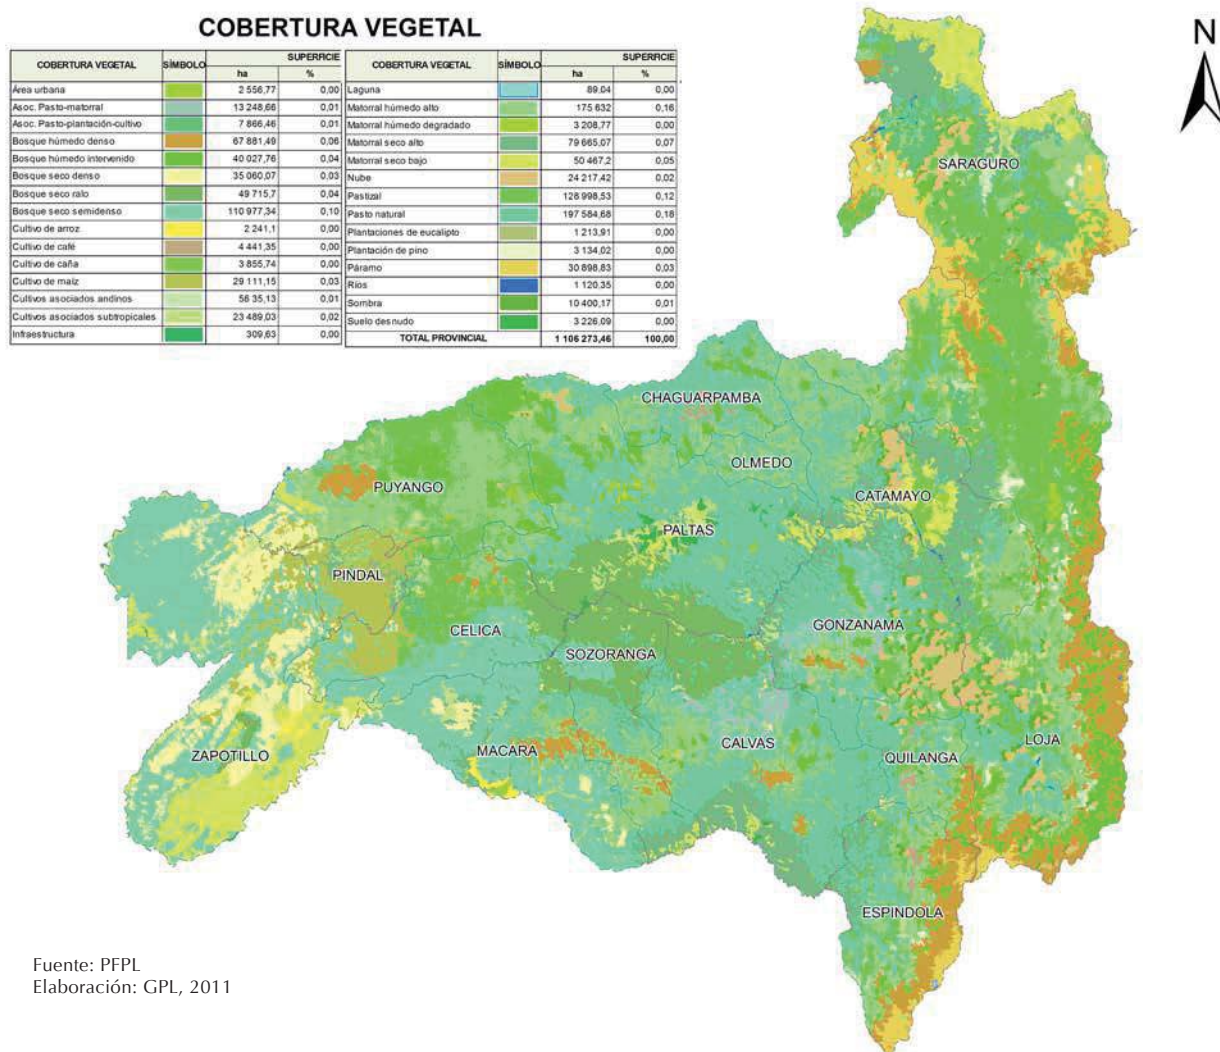 COBERTURA VEGETAL
COBERTURA VEGETAL SÍMBOLO SUPERFICIE
ha %
Área urbana 2 556,77 0,00
Asoc. Pasto-matorral 13 248,66 0,01
Asoc. Pasto-plantación-cultivo 7 866,46 0,01
Bosque húmedo denso 67 881,49 0,06
Bosque húmedo intervenido 40 027,76 0,04
Bosque seco denso 35 060,07 0,03
Bosque seco ralo 49 715,7 0,04
Bosque seco semidenso 110 977,34 0,10
Cultivo de arroz 2 241,1 0,00
Cultivo de café 4 441,35 0,00
Cultivo de caña 3 855,74 0,00
Cultivo de maíz 29 111,15 0,03
Cultivos asociados andinos 56 35,13 0,01
Cultivos asociados subtropicales 23 489,03 0,02
Infraestructura 309,63 0,00
COBERTURA VEGETAL SÍMBOLO SUPERFICIE
ha %
Laguna 89,04 0,00
Matorral húmedo alto 175 632 0,16
Matorral húmedo degradado 3 208,77 0,00
Matorral seco alto 79 665,07 0,07
Matorral seco bajo 50 467,2 0,05
Nube 24 217,42 0,02
Pastizal 128 998,53 0,12
Pasto natural 197 584,68 0,18
Plantaciones de eucalipto 1 213,91 0,00
Plantación de pino 3 134,02 0,00
Páramo 30 898,83 0,03
Ríos 1 120,35 0,00
Sombra 10 400,17 0,01
Suelo desnudo 3 226,09 0,00
TOTAL PROVINCIAL 1 106 273,46 100,00
N
SARAGURO
CHAGUARPAMBA
OLMEDO
CATAMAYO
PUYANGO
PALTAS
PINDAL
CELICA
GONZANAMA
SOZORANGA
ZAPOTILLO
MACARA
CALVAS
QUILANGA
LOJA
ESPINDOLA
Fuente: PFPL
Elaboración: GPL, 2011